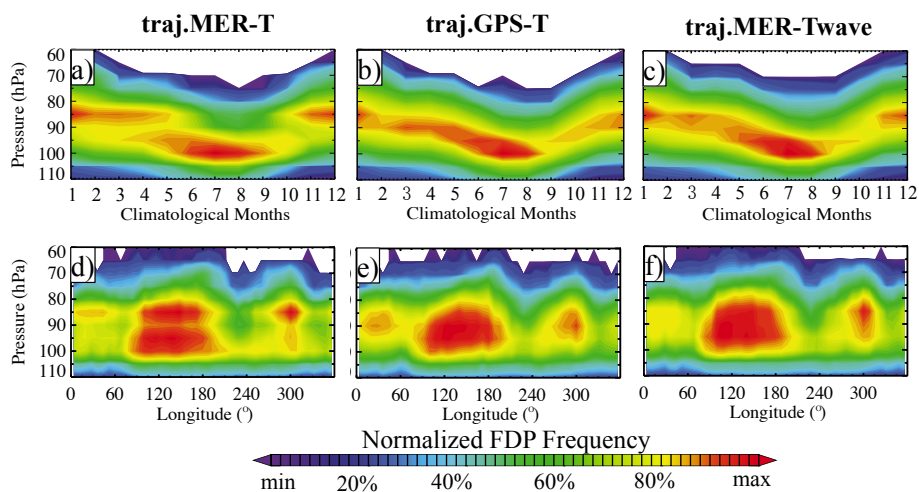 traj.MER-T traj.GPS-T traj.MER-Twave
a) b) c)
Pressure (hPa)
60
70
80
90
100
110
1 2 3 4 5 6 7 8 9 10 11 12 1 2 3 4 5 6 7 8 9 10 11 12 1 2 3 4 5 6 7 8 9 10 11 12
Climatological Months Climatological Months Climatological Months
d) e) f)
Pressure (hPa)
60
70
80
90
100
110
0 60 120 180 240 300 0 60 120 180 240 300 0 60 120 180 240 300
Longitude (°) Longitude (°) Longitude (°)
Normalized FDP Frequency
min 20% 40% 60% 80% max